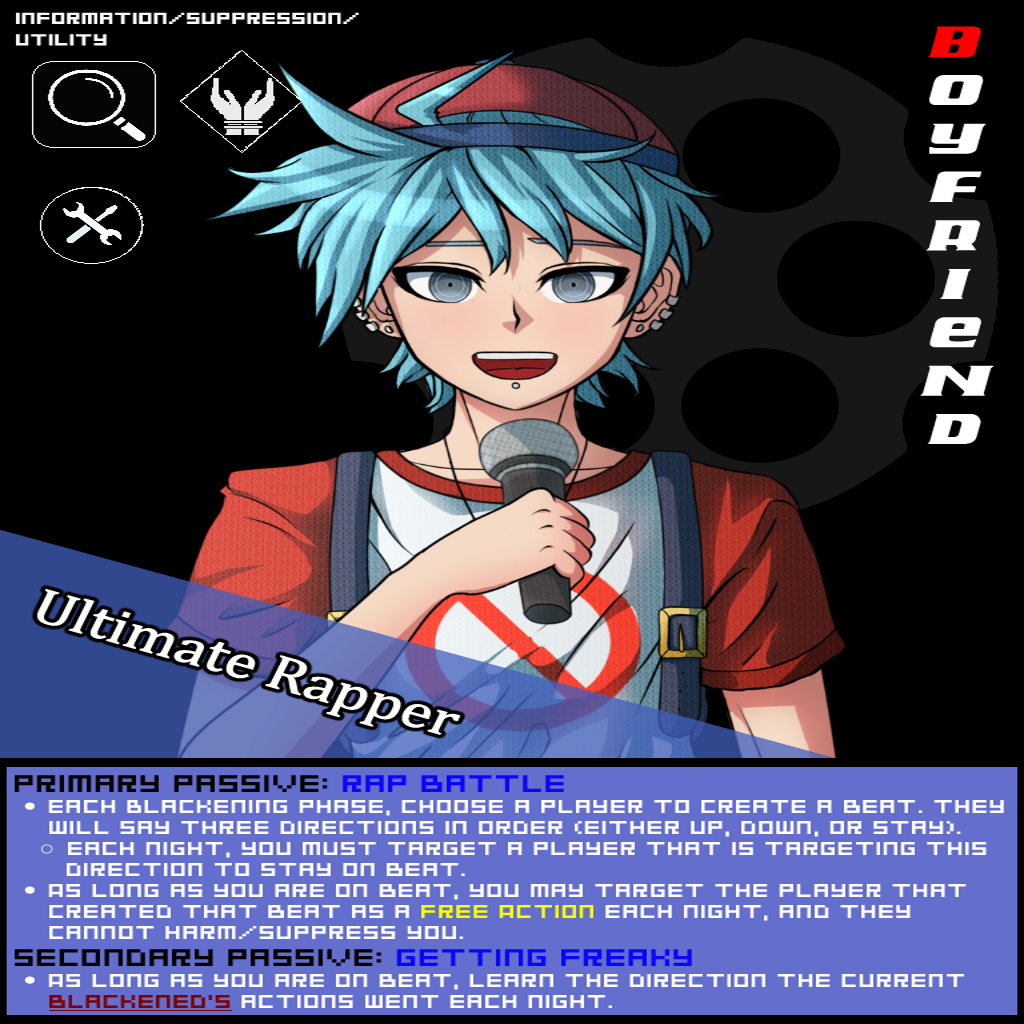 INFORMATION/SUPPRESSION/
UTILITY
BOYFRIEND
Ultimate Rapper
PRIMARY PASSIVE: RAP BATTLE
• EACH BLACKENING PHASE, CHOOSE A PLAYER TO CREATE A BEAT. THEY
WILL SAY THREE DIRECTIONS IN ORDER (EITHER UP, DOWN, OR STAY).
○ EACH NIGHT, YOU MUST TARGET A PLAYER THAT IS TARGETING THIS
DIRECTION TO STAY ON BEAT.
• AS LONG AS YOU ARE ON BEAT, YOU MAY TARGET THE PLAYER THAT
CREATED THAT BEAT AS A FREE ACTION EACH NIGHT, AND THEY
CANNOT HARM/SUPPRESS YOU.
SECONDARY PASSIVE: GETTING FREAKY
• AS LONG AS YOU ARE ON BEAT, LEARN THE DIRECTION THE CURRENT
BLACKENED'S ACTIONS WENT EACH NIGHT.